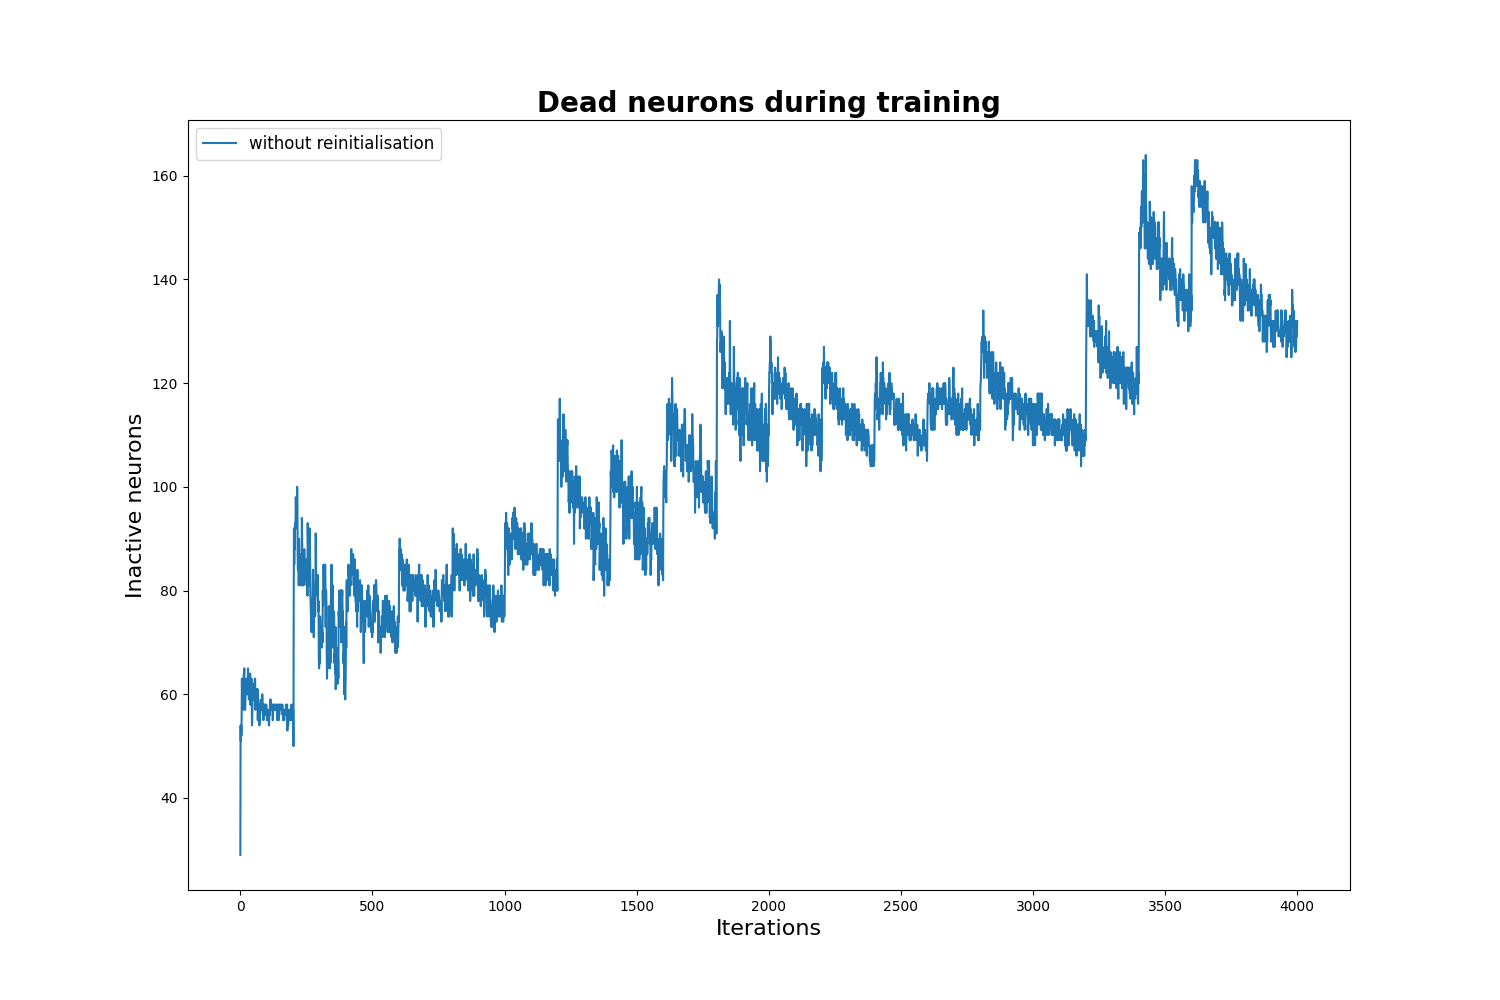 Dead neurons during training
without reinitialisation
Inactive neurons
160
140
120
100
80
60
40
0 500 1000 1500 2000 2500 3000 3500 4000
Iterations